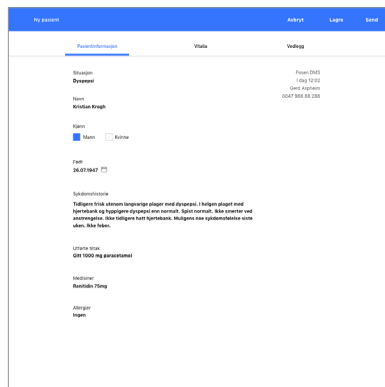 Ny pasient
Avbryt
Lagre
Send
Pasientinformasjon
Vitalia
Vedlegg
Situasjon
Dyspepsi
Fosen DMS
I dag 12:02
Gerd Aspheim
0047 988 88 288
Navn
Kristian Krogh
Kjønn
Mann
Kvinne
Født
26.07.1947
Sykdomshistorie
Tidligere frisk utenom langvarige plager med dyspepsi. I helgen plaget med
hjertebank og hyppigere dyspepsi enn normalt. Spist normalt. Ikke smerter ved
anstrengelse. Ikke tidligere hatt hjertebank. Muligens noe sykdomsfølelse siste
uken. Ikke feber.
Utførte tiltak
Gitt 1000 mg paracetamol
Medisiner
Ranitidin 75mg
Allergier
Ingen